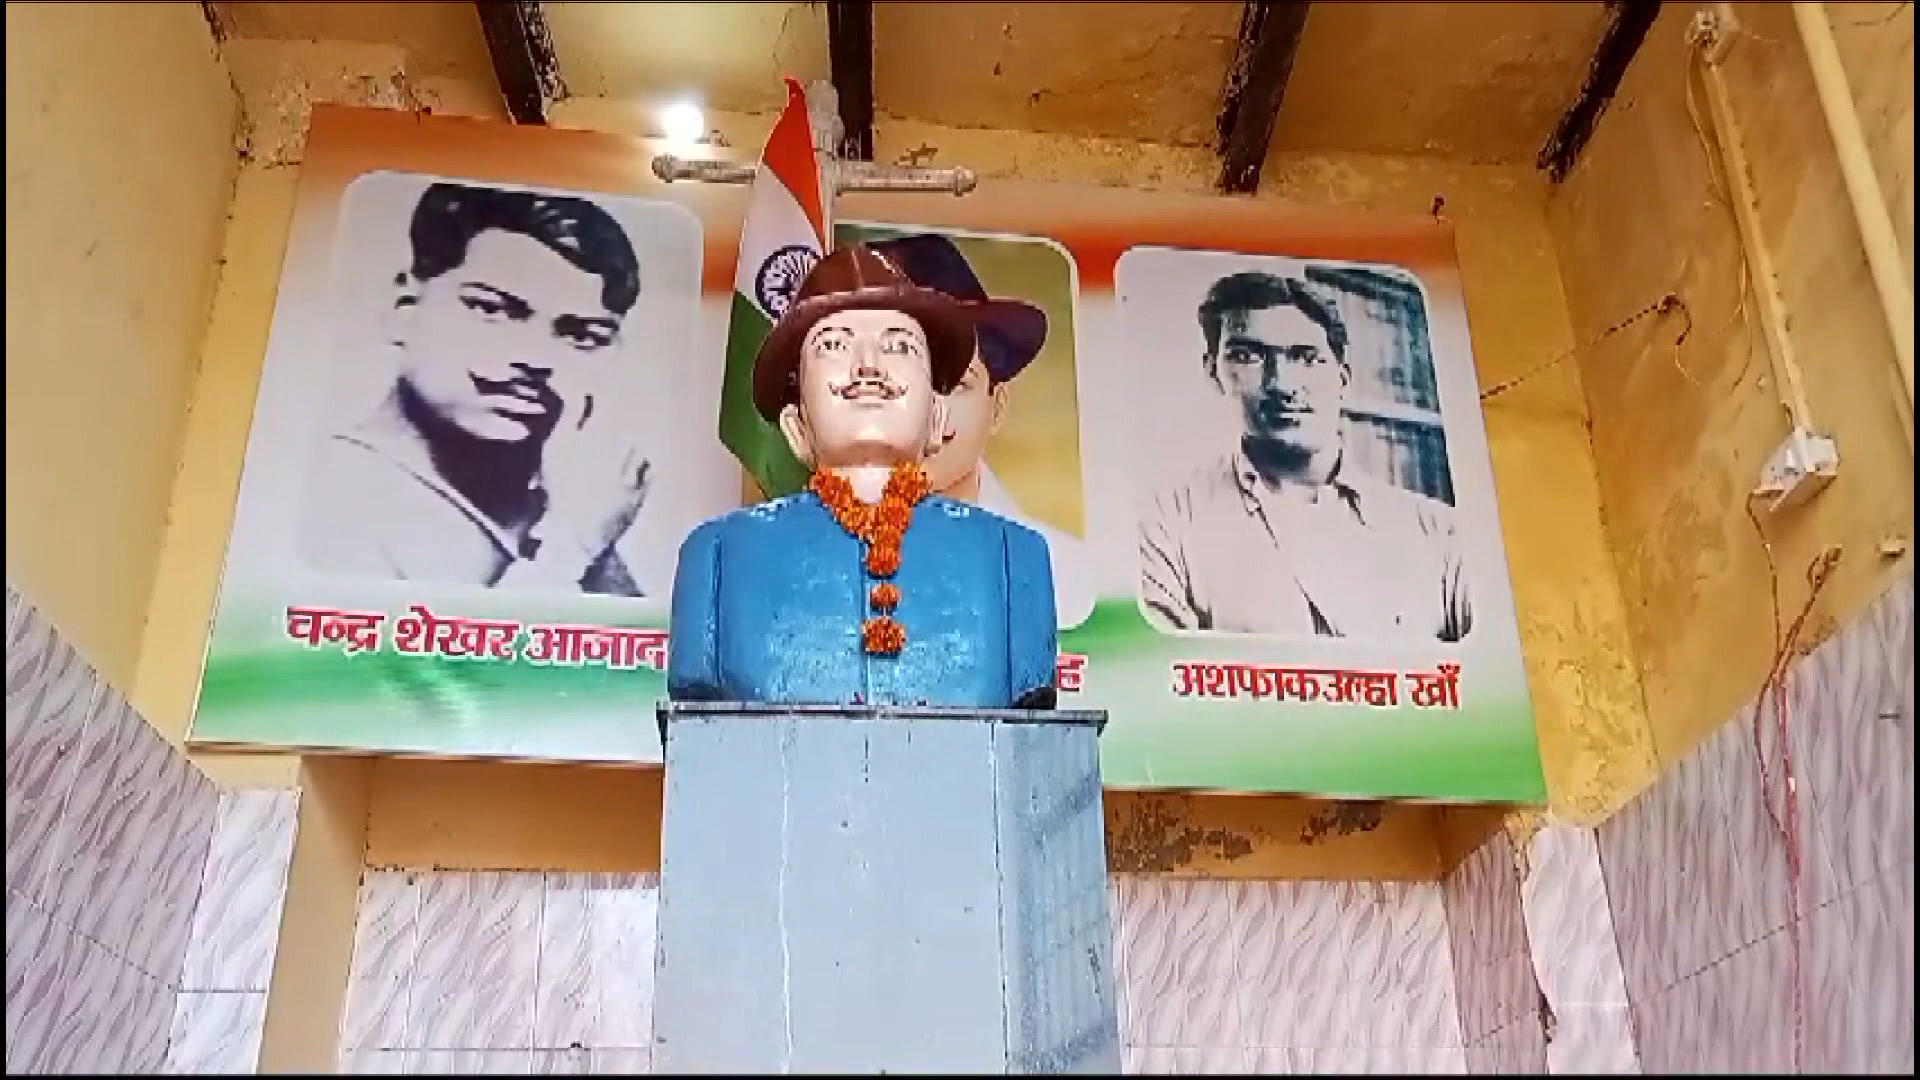 चन्द्र शेखर आजाद
अशफाकउल्हा खाँ